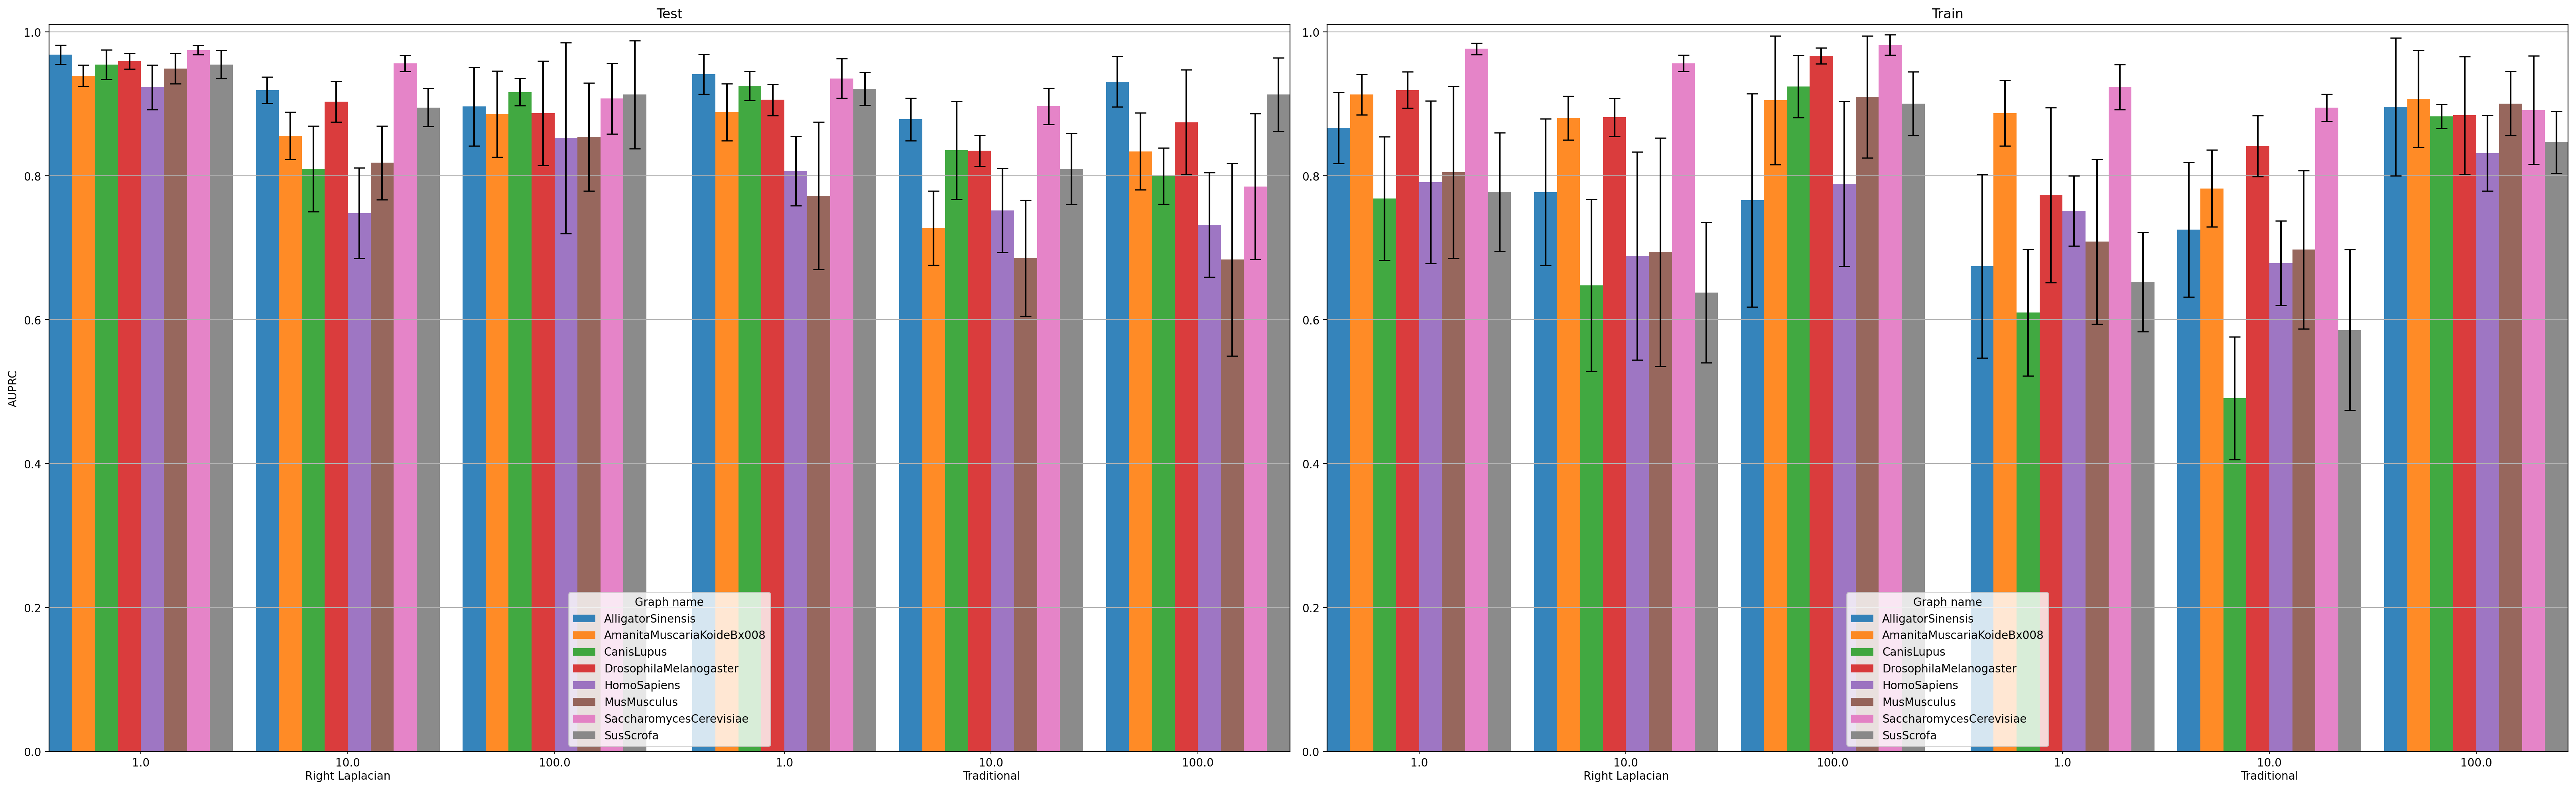 Test
1.0
0.8
0.6
0.4
0.2
0.0
AUPRC
1.0
10.0
100.0
1.0
10.0
100.0
Right Laplacian
Traditional
Graph name
AlligatorSinensis
AmanitaMuscariaKoideBx008
CanisLupus
DrosophilaMelanogaster
HomoSapiens
MusMusculus
SaccharomycesCerevisiae
SusScrofa
Train
1.0
0.8
0.6
0.4
0.2
0.0
1.0
10.0
100.0
1.0
10.0
100.0
Right Laplacian
Traditional
Graph name
AlligatorSinensis
AmanitaMuscariaKoideBx008
CanisLupus
DrosophilaMelanogaster
HomoSapiens
MusMusculus
SaccharomycesCerevisiae
SusScrofa